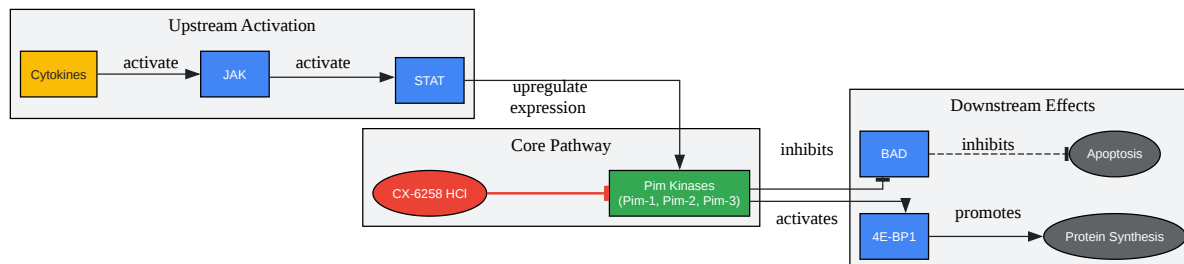 Upstream Activation
Cytokines
activate
JAK
activate
STAT
upregulate
expression
Core Pathway
CX-6258 HCl
Pim Kinases
(Pim-1, Pim-2, Pim-3)
inhibits
activates
Downstream Effects
BAD
inhibits
Apoptosis
4E-BP1
promotes
Protein Synthesis